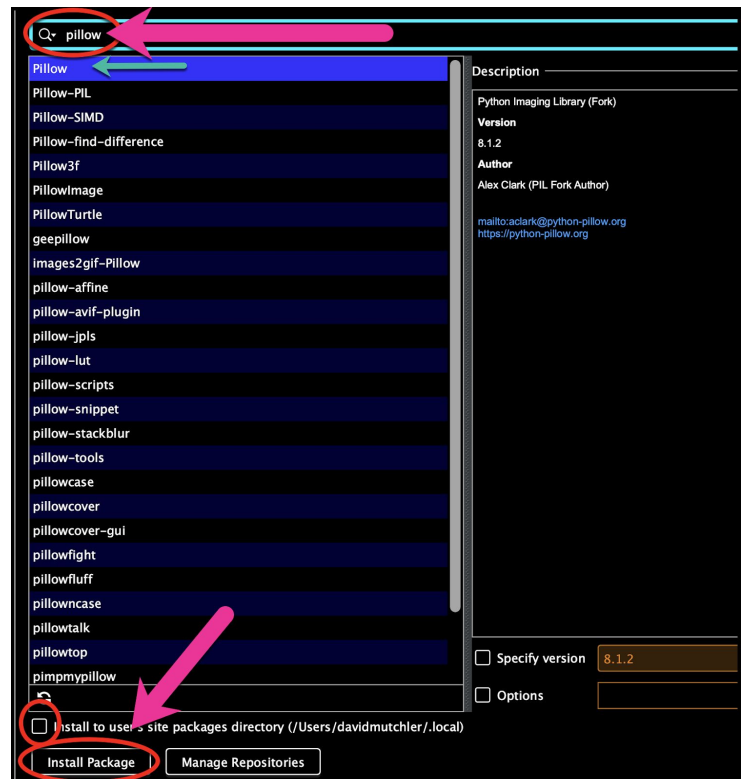 pillow
Pillow
Pillow-PIL
Pillow-SIMD
Pillow-find-difference
Pillow3f
PillowImage
PillowTurtle
geepillow
images2gif-Pillow
pillow-affine
pillow-avif-plugin
pillow-jpls
pillow-lut
pillow-scripts
pillow-snippet
pillow-stackblur
pillow-tools
pillowcase
pillowcover
pillowcover-gui
pillowfight
pillowfluff
pillowncase
pillowtalk
pillowtop
pimpmypillow
Description
Python Imaging Library (Fork)
Version
8.1.2
Author
Alex Clark (PIL Fork Author)
mailto:aclark@python-pillow.org
https://python-pillow.org
Specify version 8.1.2
Options
Install to user's site packages directory (/Users/davidmutchler/.local)
Install Package Manage Repositories